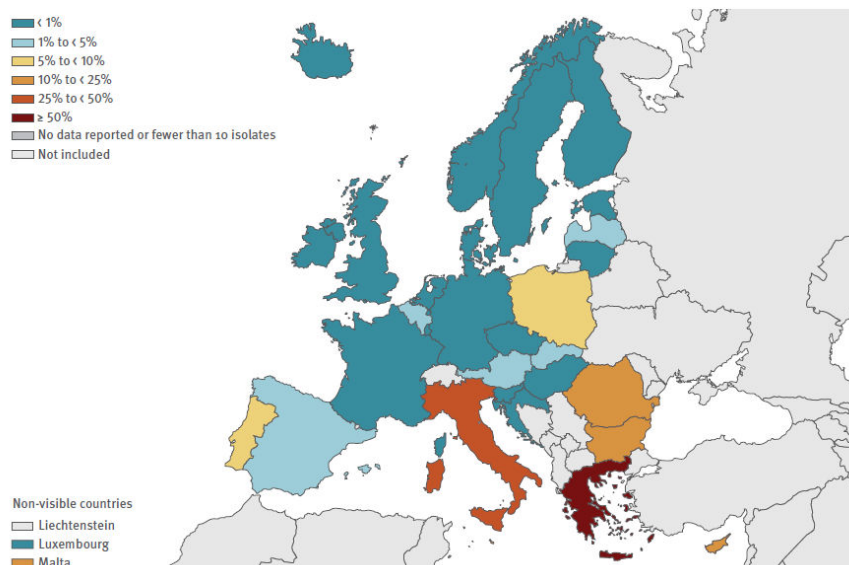 < 1%
1% to < 5%
5% to < 10%
10% to < 25%
25% to < 50%
≥ 50%
No data reported or fewer than 10 isolates
Not included
Non-visible countries
Liechtenstein
Luxembourg
Malta